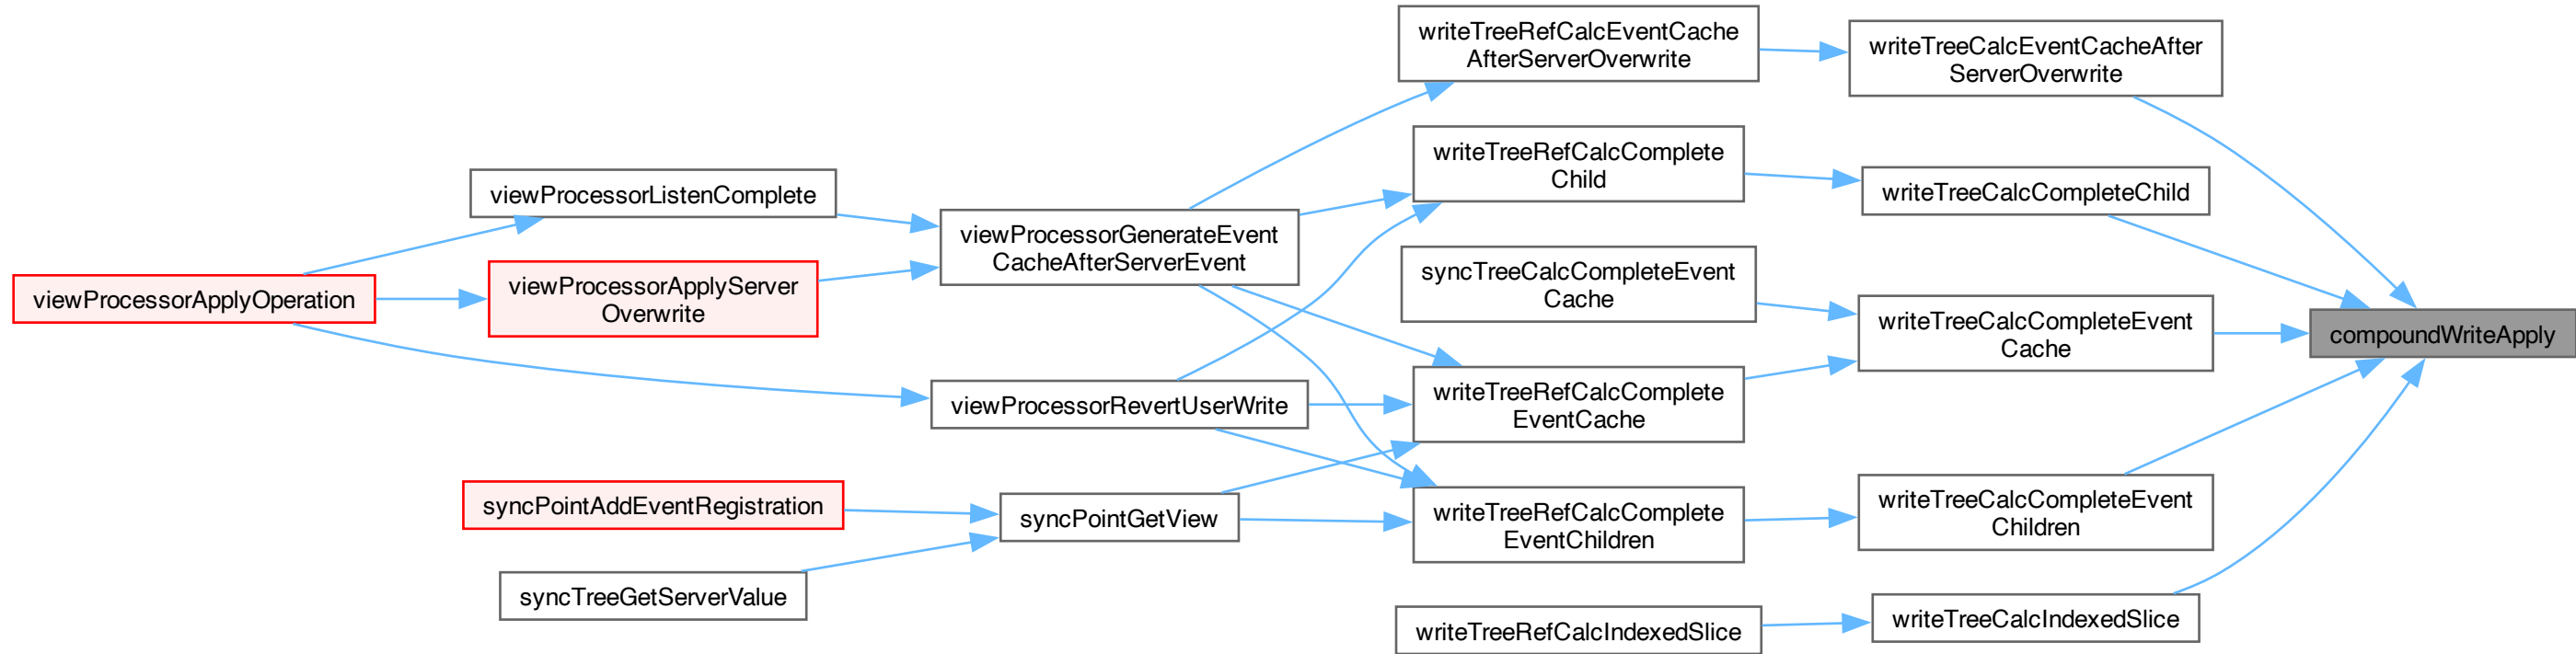 viewProcessorApplyOperation
viewProcessorListenComplete
viewProcessorApplyServer
Overwrite
syncPointAddEventRegistration
syncTreeGetServerValue
viewProcessorGenerateEvent
CacheAfterServerEvent
viewProcessorRevertUserWrite
syncPointGetView
writeTreeRefCalcEventCache
AfterServerOverwrite
writeTreeRefCalcComplete
Child
syncTreeCalcCompleteEvent
Cache
writeTreeRefCalcComplete
EventCache
writeTreeRefCalcComplete
EventChildren
writeTreeRefCalcIndexedSlice
writeTreeCalcEventCacheAfter
ServerOverwrite
writeTreeCalcCompleteChild
writeTreeCalcCompleteEvent
Cache
writeTreeCalcCompleteEvent
Children
writeTreeCalcIndexedSlice
compoundWriteApply